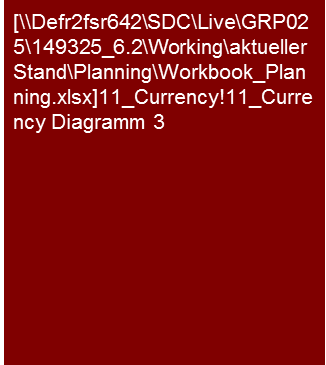 [\\Defr2fsr642\SDC\Live\GRP02
5\149325_6.2\Working\aktueller
Stand\Planning\Workbook_Plan
ning.xlsx]11_Currency!11_Curre
ncy Diagramm 3